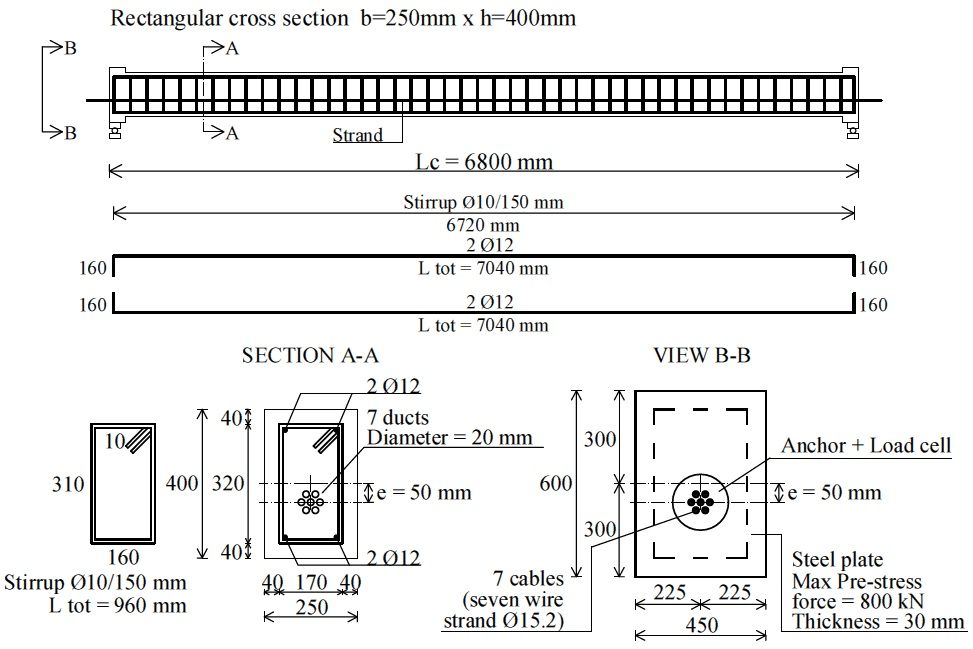 Rectangular cross section b=250mm x h=400mm
B
A
B
A
Strand
Lc = 6800 mm
Stirrup Ø10/150 mm
6720 mm
2 Ø12
160
L tot = 7040 mm
160
160
2 Ø12
160
L tot = 7040 mm
SECTION A-A
VIEW B-B
10
310
160
Stirrup Ø10/150 mm
L tot = 960 mm
2 Ø12
7 ducts
Diameter = 20 mm
40
400
320
e = 50 mm
40
2 Ø12
40
170
40
250
300
600
300
Anchor + Load cell
e = 50 mm
7 cables
(seven wire
strand Ø15.2)
225
225
450
Steel plate
Max Pre-stress
force = 800 kN
Thickness = 30 mm